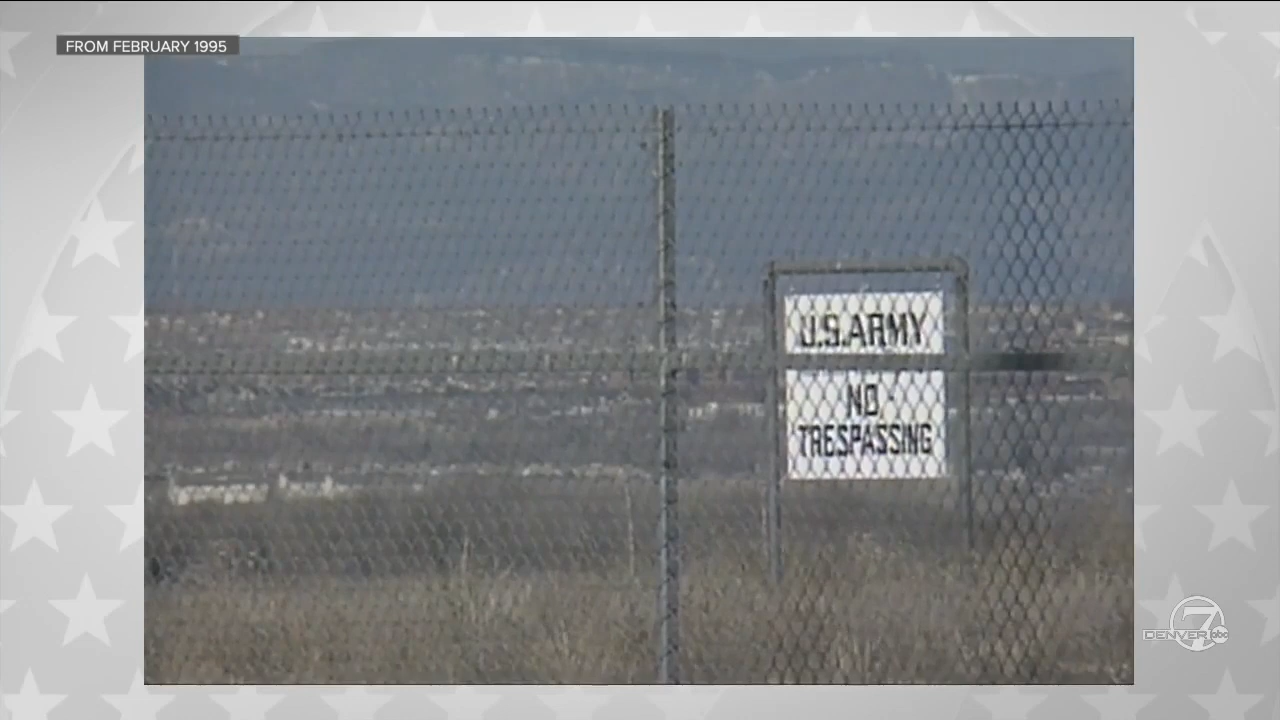 FROM FEBRUARY 1995
U.S. ARMY
NO
TRESPASSING
DENVER 7 abc